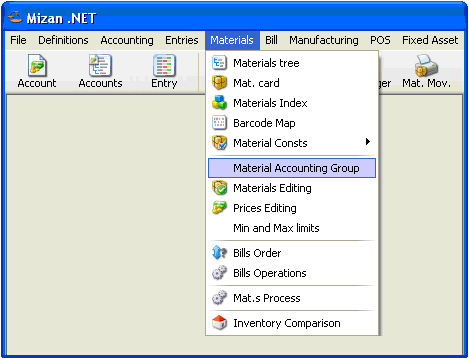 Mizan .NET
File Definitions Accounting Entries Materials Bill Manufacturing POS Fixed Asset
Account Accounts Entry ger Mat. Mov.
Materials tree
Mat. card
Materials Index
Barcode Map
Material Consts
Material Accounting Group
Materials Editing
Prices Editing
Min and Max limits
Bills Order
Bills Operations
Mat.s Process
Inventory Comparison